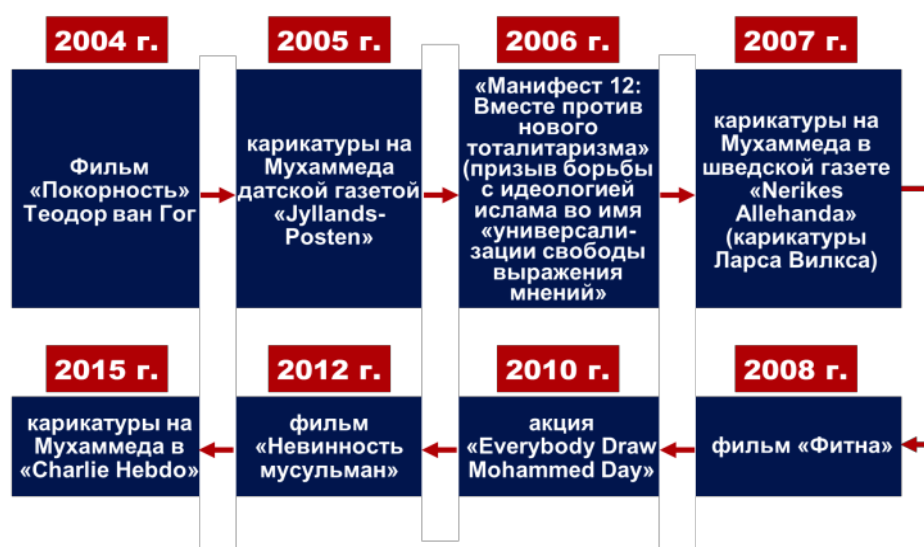 2004 г.
Фильм
«Покорность»
Теодор ван Гог
2005 г.
карикатуры на
Мухаммеда
датской газетой
«Jyllands-
Posten»
2006 г.
«Манифест 12:
Вместе против
нового
тоталитаризма»
(призыв борьбы
с идеологией
ислама во имя
«универсали-
зации свободы
выражения
мнений»
2007 г.
карикатуры на
Мухаммеда в
шведской газете
«Nerikes
Allehanda»
(карикатуры
Ларса Вилкса)
2008 г.
фильм «Фитна»
2010 г.
акция
«Everybody Draw
Mohammed Day»
2012 г.
фильм
«Невинность
мусульман»
2015 г.
карикатуры на
Мухаммеда в
«Charlie Hebdo»